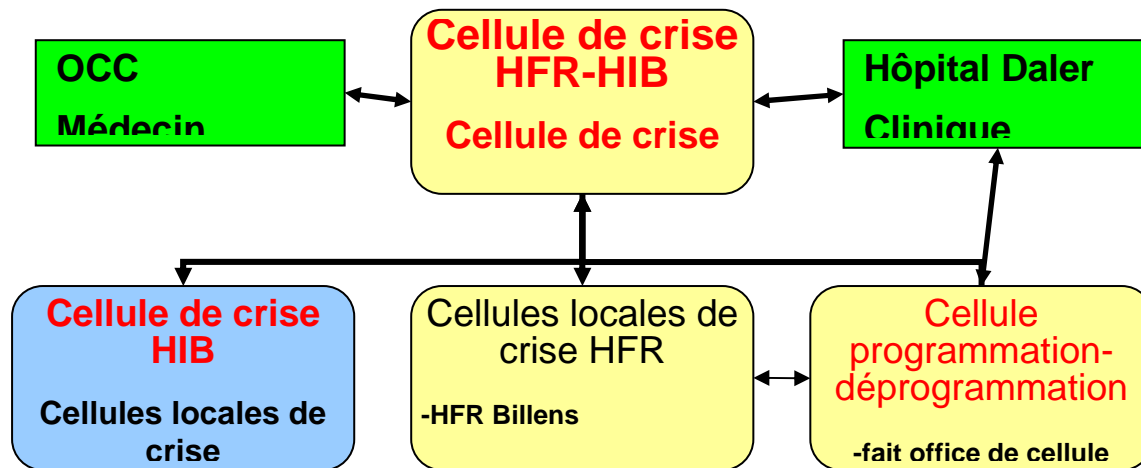 Cellule de crise
HFR-HIB
Cellule de crise
OCC
Médecin
Hôpital Daler
Clinique
Cellule de crise
HIB
Cellules locales de
crise
Cellules locales de
crise HFR
-HFR Billens
Cellule
programmation-
déprogrammation
-fait office de cellule